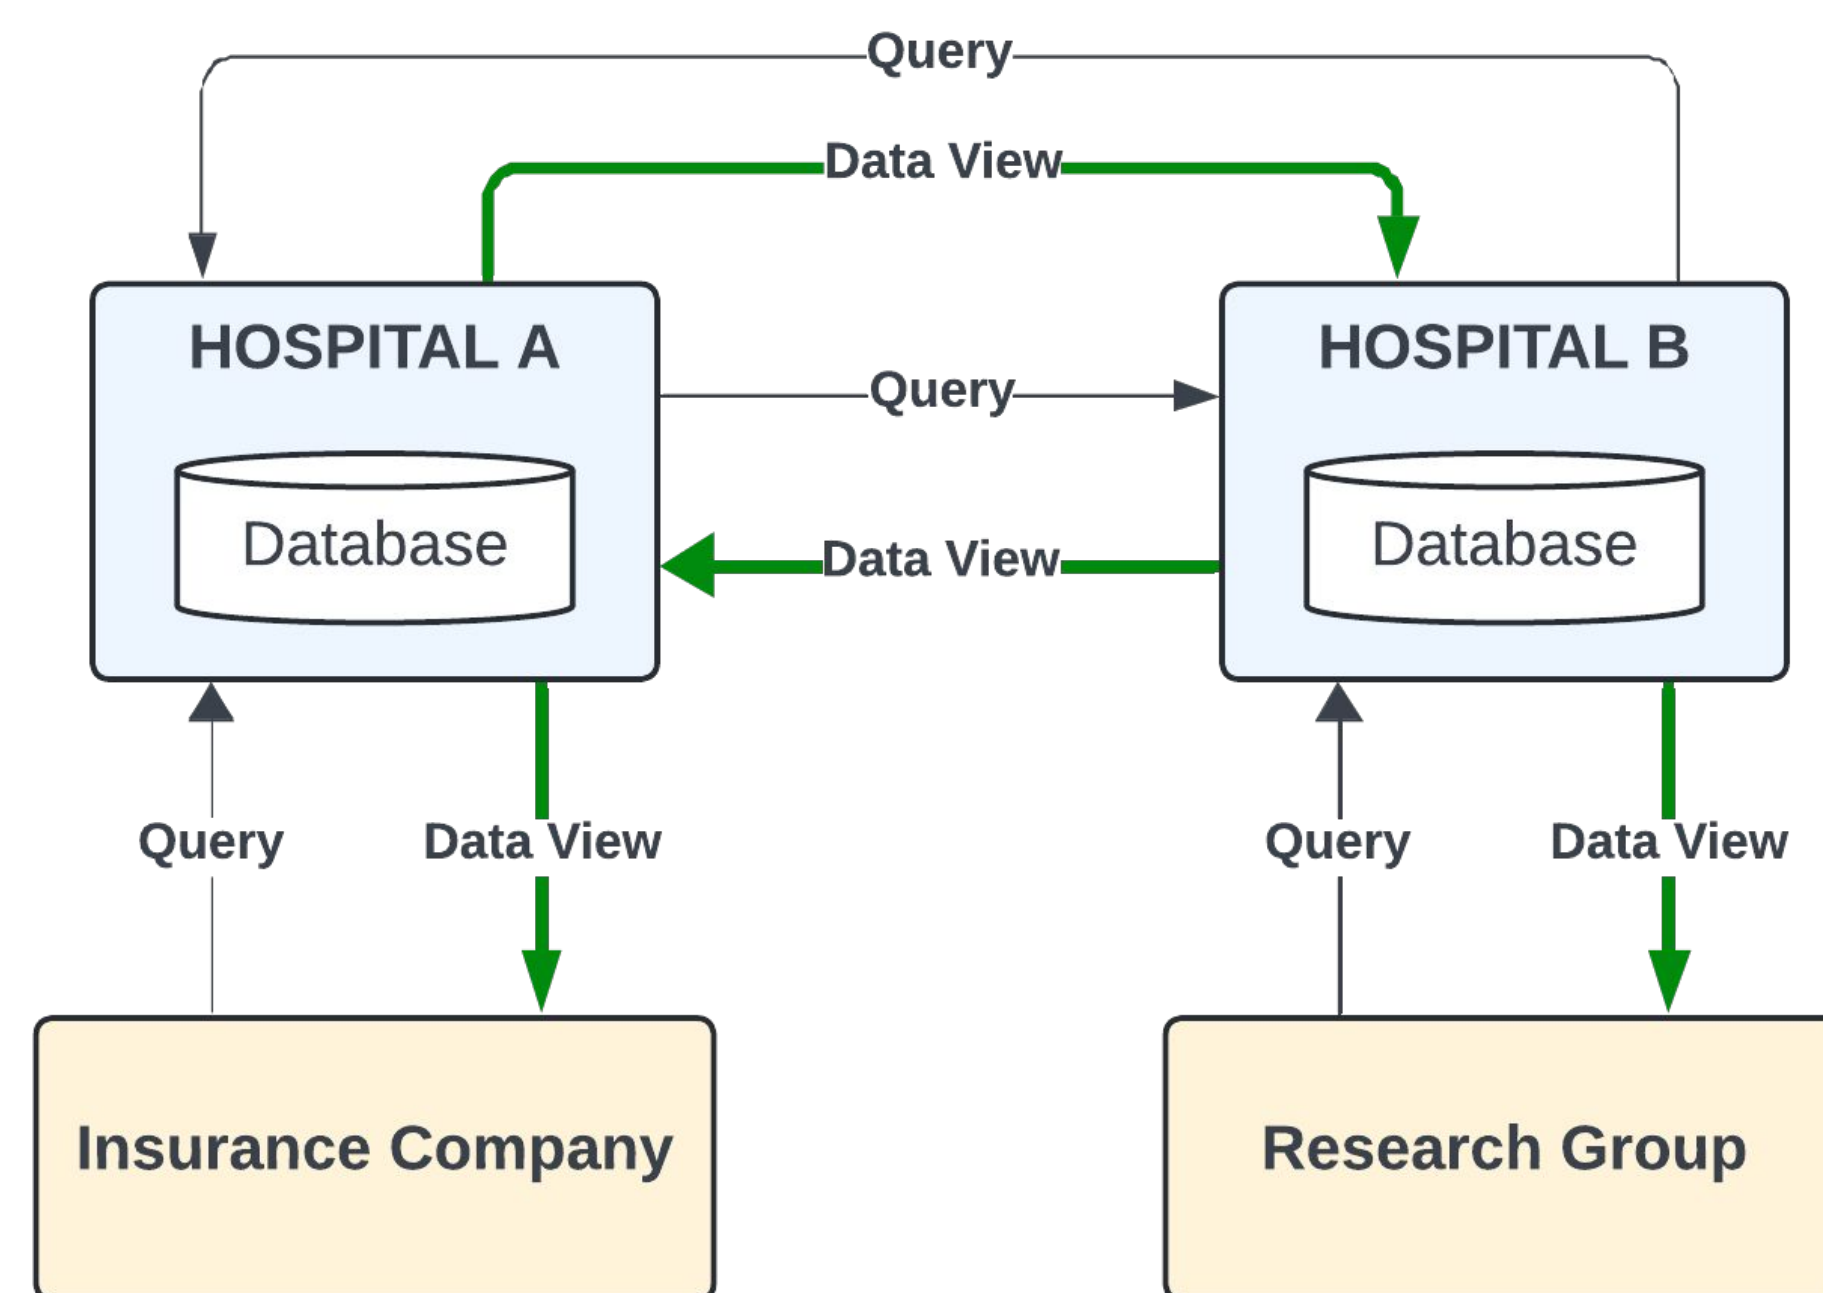 Query
Data View
HOSPITAL A
HOSPITAL B
Query
Database
Database
Data View
Query
Data View
Query
Data View
Insurance Company
Research Group